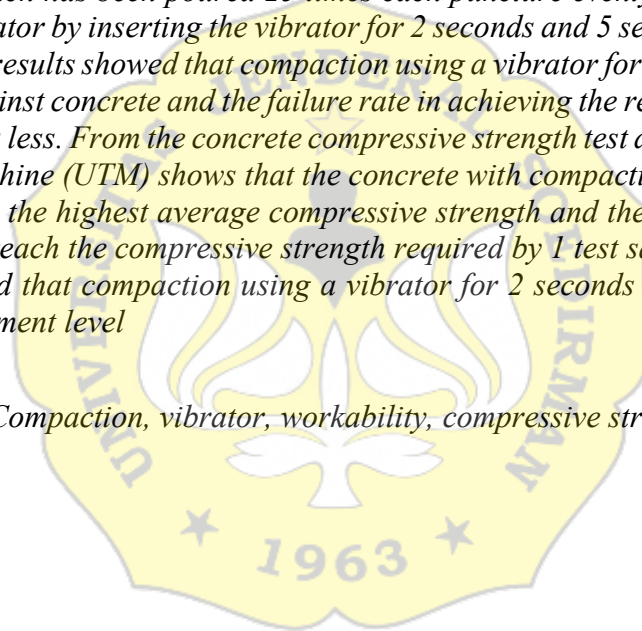 has been poured times each puncture evenly
ator by inserting the vibrator for 2 seconds and 5 se
results showed that compaction using a vibrator for
inst concrete and the failure rate in achieving the re
less. From the concrete compressive strength test a
hine (UTM) shows that the concrete with compacti
the highest average compressive strength and the
each the compressive strength required by 1 test sa
d that compaction using a vibrator for 2 seconds
ment level
Compaction, vibrator, workability, compressive str
UNIVERSITAS JENDERAL SOEDIRMAN
1963